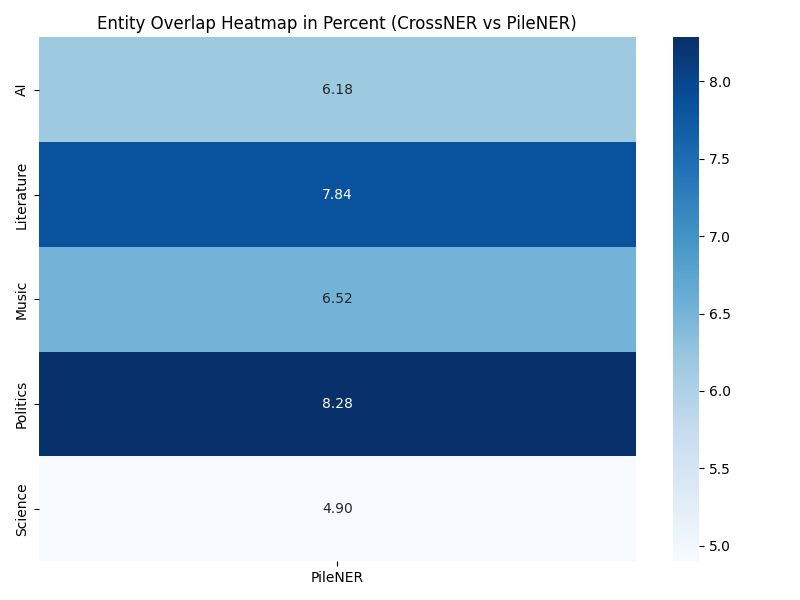 Entity Overlap Heatmap in Percent (CrossNER vs PileNER)
AI
6.18
Literature
7.84
Music
6.52
Politics
8.28
Science
4.90
PileNER
8.0
7.5
7.0
6.5
6.0
5.5
5.0